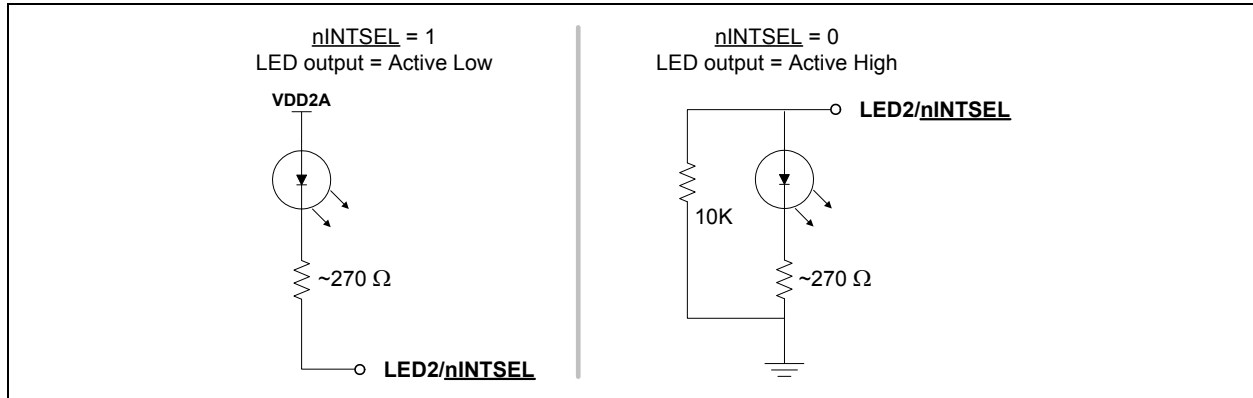 nINTSEL = 1
LED output = Active Low
VDD2A
~270 Ω
LED2/nINTSEL
nINTSEL = 0
LED output = Active High
LED2/nINTSEL
10K
~270 Ω